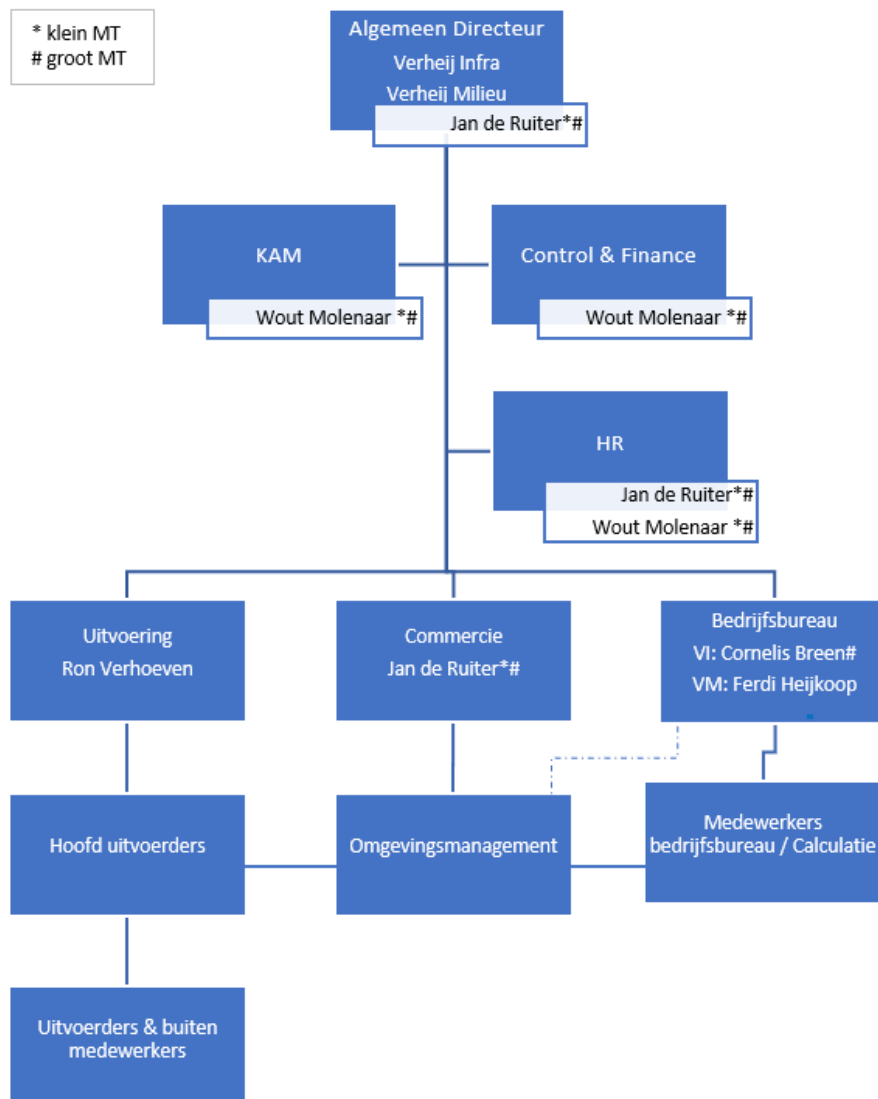 * klein MT
# groot MT
Algemeen Directeur
Verheij Infra
Verheij Milieu
Jan de Ruiter*#
KAM
Wout Molenaar *#
Control & Finance
Wout Molenaar *#
HR
Jan de Ruiter*#
Wout Molenaar *#
Uitvoering
Ron Verhoeven
Commercie
Jan de Ruiter*#
Bedrijfsbureau
VI: Cornelis Breen#
VM: Ferdi Heijkoop
Hoofd uitvoerders
Omgevingsmanagement
Medewerkers
bedrijfsbureau / Calculatie
Uitvoerders & buiten
medewerkers